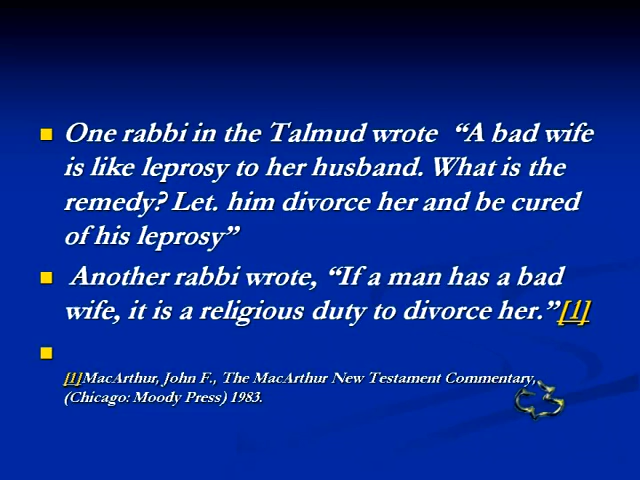 One rabbi in the Talmud wrote “A bad wife
is like leprosy to her husband. What is the
remedy? Let. him divorce her and be cured
of his leprosy”
Another rabbi wrote, “If a man has a bad
wife, it is a religious duty to divorce her.”[1]
[1]MacArthur, John F., The MacArthur New Testament Commentary,
(Chicago: Moody Press) 1983.